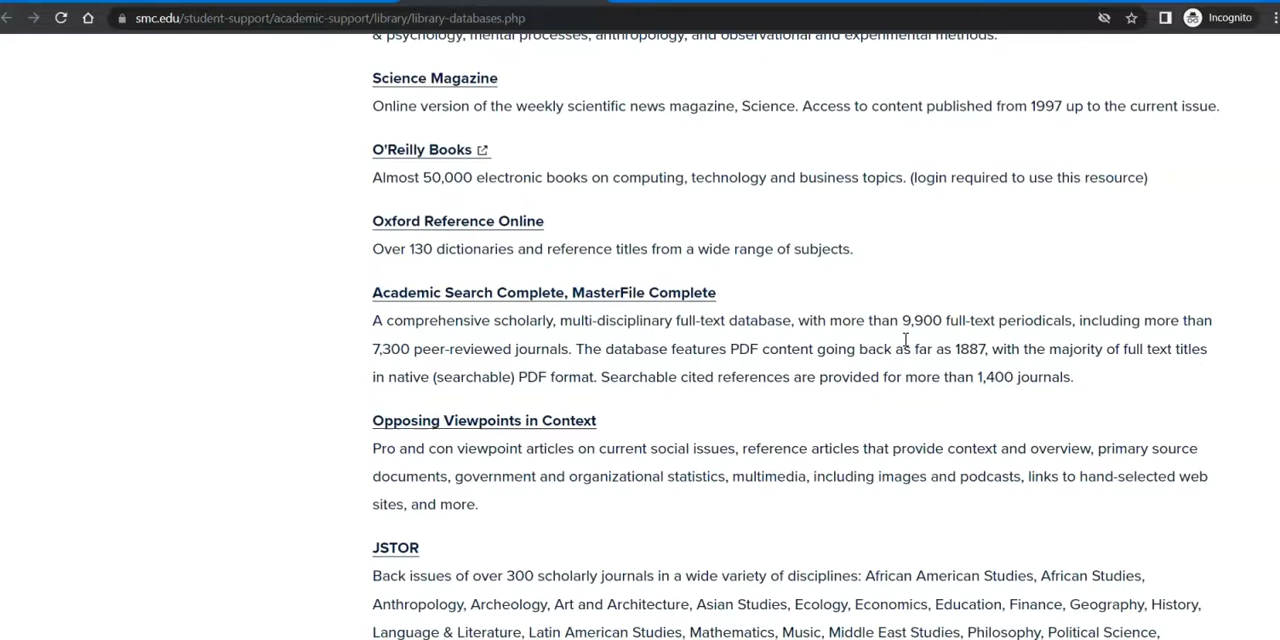 smc.edu/student-support/academic-support/library/library-databases.php
Incognito
& psychology, mental processes, anthropology, and observational and experimental methods.
Science Magazine
Online version of the weekly scientific news magazine, Science. Access to content published from 1997 up to the current issue.
O'Reilly Books
Almost 50,000 electronic books on computing, technology and business topics. (login required to use this resource)
Oxford Reference Online
Over 130 dictionaries and reference titles from a wide range of subjects.
Academic Search Complete, MasterFile Complete
A comprehensive scholarly, multi-disciplinary full-text database, with more than 9,900 full-text periodicals, including more than
7,300 peer-reviewed journals. The database features PDF content going back as far as 1887, with the majority of full text titles
in native (searchable) PDF format. Searchable cited references are provided for more than 1,400 journals.
Opposing Viewpoints in Context
Pro and con viewpoint articles on current social issues, reference articles that provide context and overview, primary source
documents, government and organizational statistics, multimedia, including images and podcasts, links to hand-selected web
sites, and more.
JSTOR
Back issues of over 300 scholarly journals in a wide variety of disciplines: African American Studies, African Studies,
Anthropology, Archeology, Art and Architecture, Asian Studies, Ecology, Economics, Education, Finance, Geography, History,
Language & Literature, Latin American Studies, Mathematics, Music, Middle East Studies, Philosophy, Political Science,